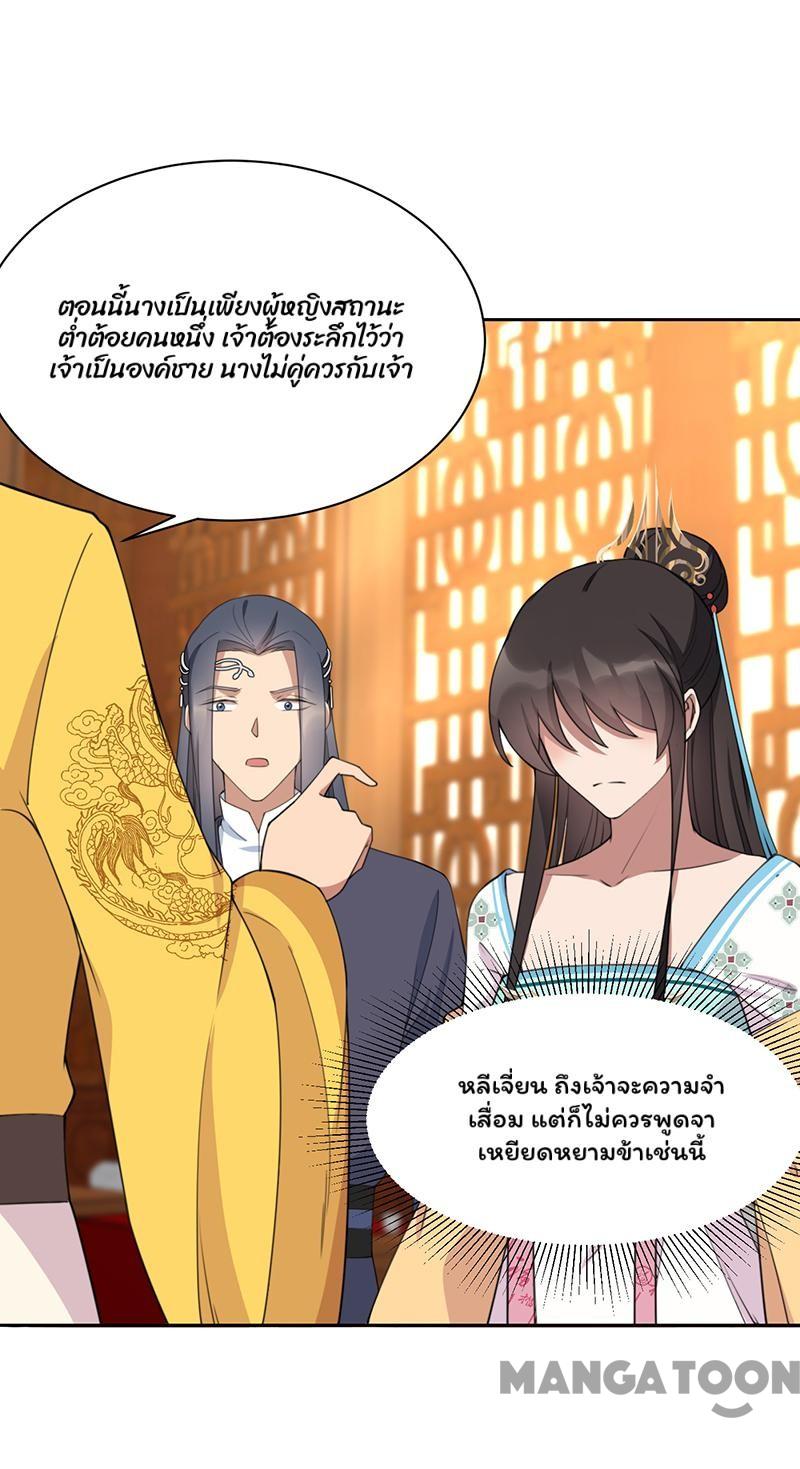 ตอนนี้นางเป็นเพียงผู้หญิงสถานะ
ต่ำต้อยคนหนึ่ง เจ้าต้องระลึกไว้ว่า
เจ้าเป็นองค์ชาย นางไม่คู่ควรกับเจ้า
หลีเจี่ยน ถึงเจ้าจะความจำ
เสื่อม แต่ก็ไม่ควรพูดจา
เหยียดหยามข้าเช่นนี้
MANGATOON